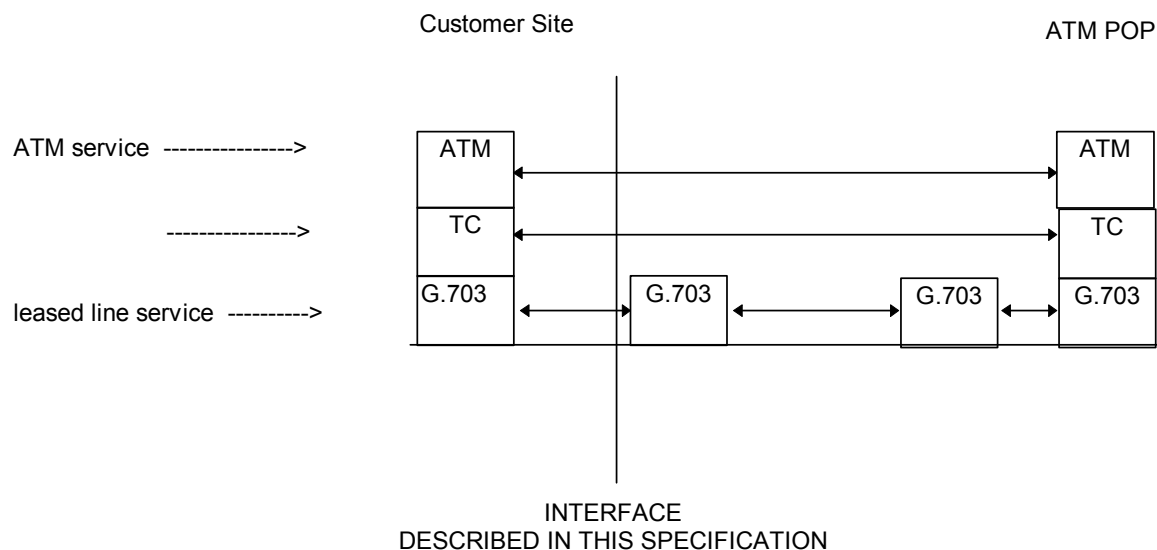 Customer Site
ATM POP
ATM service ---------------->
ATM
ATM
---------------->
TC
TC
leased line service ---------->
G.703
G.703
G.703
G.703
INTERFACE
DESCRIBED IN THIS SPECIFICATION